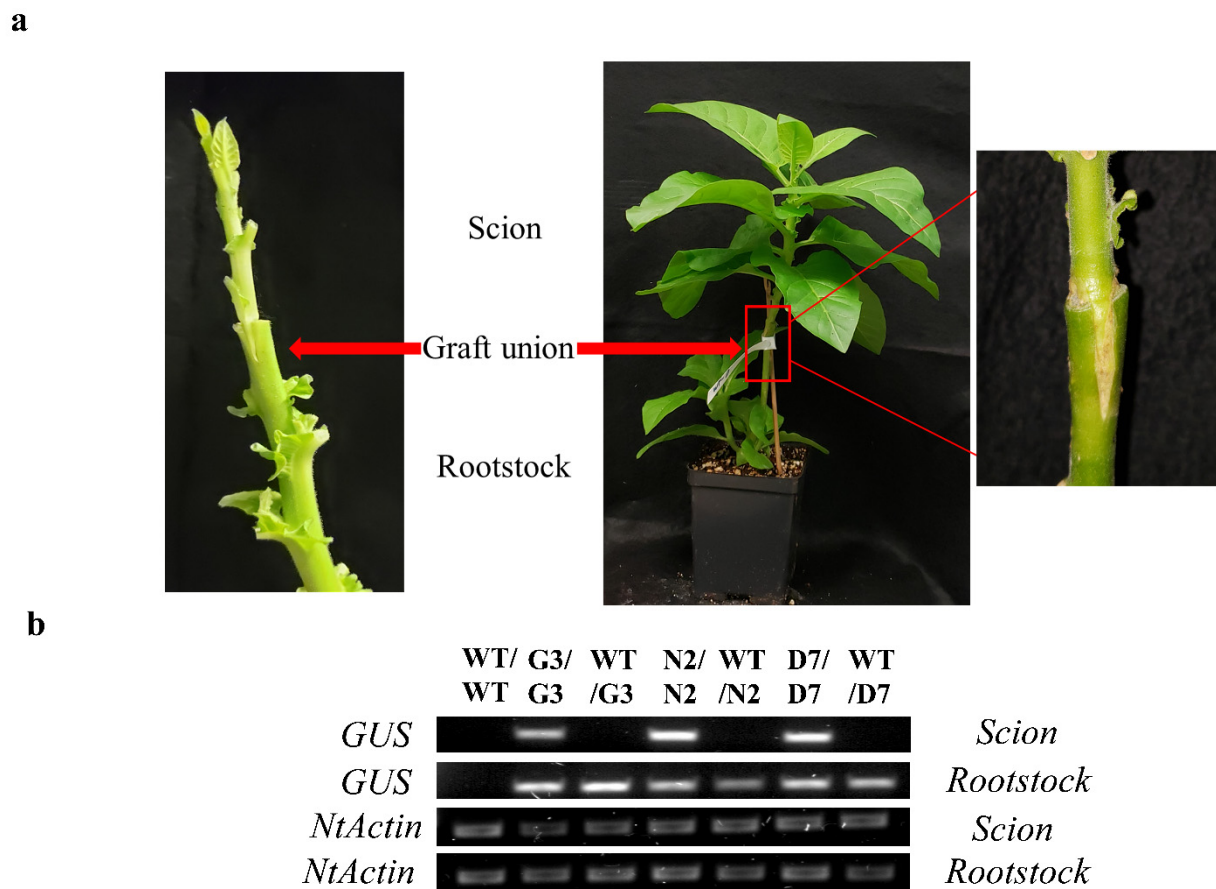 a
Scion
Graft union
Rootstock
b
WT/ G3/ WT N2/ WT D7/ WT
WT G3 /G3 N2 /N2 D7 /D7
GUS Scion
GUS Rootstock
NtActin Scion
NtActin Rootstock